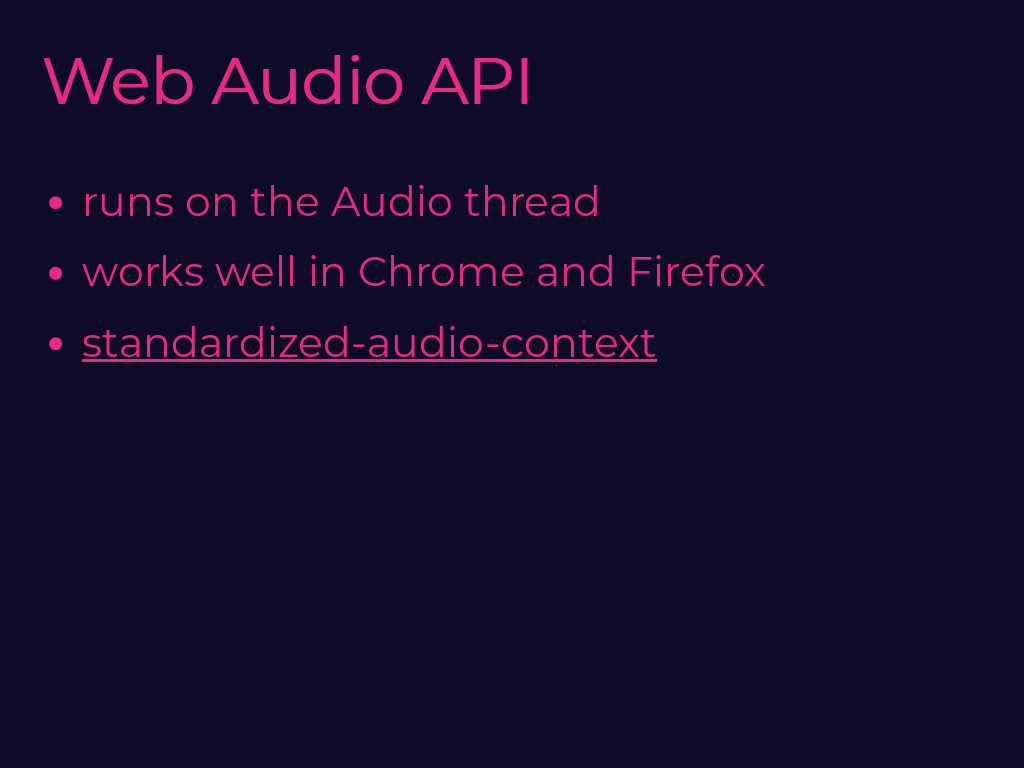 Web Audio API
• runs on the Audio thread
• works well in Chrome and Firefox
• standardized-audio-context